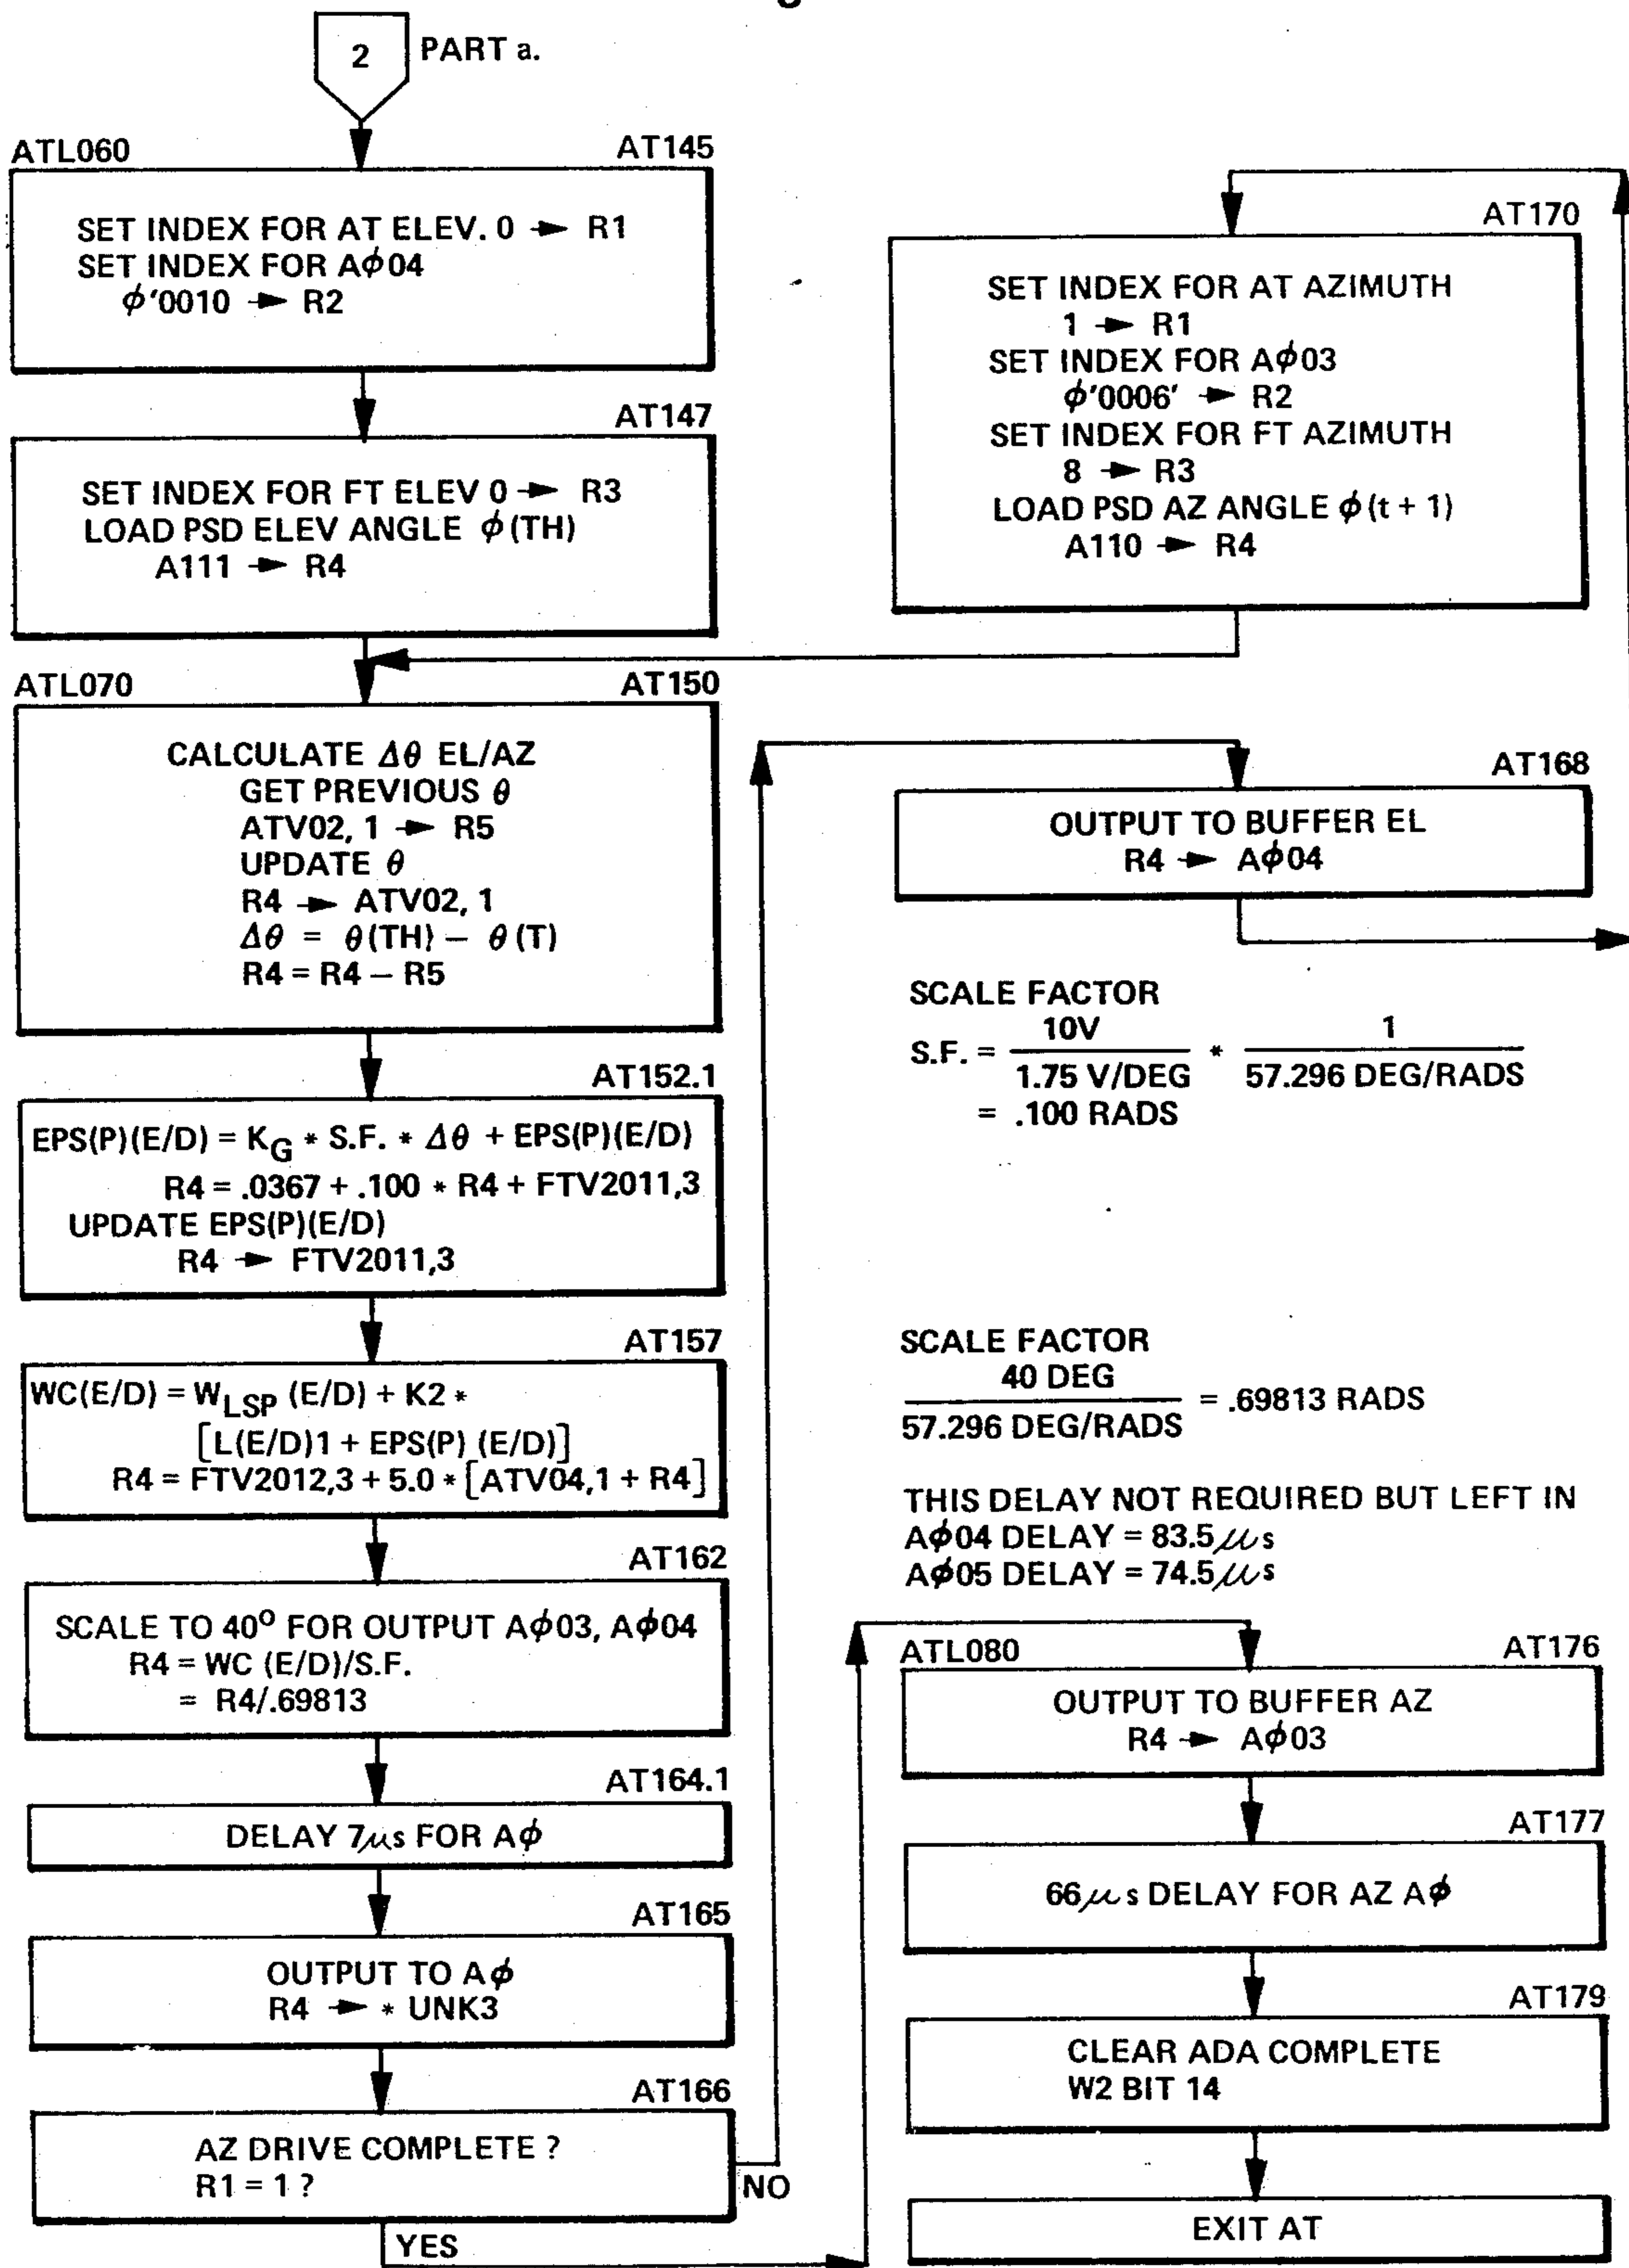 2 PART a.
ATL060 AT145
SET INDEX FOR AT ELEV. 0 → R1
SET INDEX FOR Aϕ04
ϕ'0010 → R2
AT147
SET INDEX FOR FT ELEV 0 → R3
LOAD PSD ELEV ANGLE ϕ(TH)
A111 → R4
ATL070 AT150
CALCULATE Δθ EL/AZ
GET PREVIOUS θ
ATV02, 1 → R5
UPDATE θ
R4 → ATV02, 1
Δθ = θ(TH) − θ(T)
R4 = R4 − R5
AT152.1
EPS(P)(E/D) = K_G * S.F. * Δθ + EPS(P)(E/D)
R4 = .0367 + .100 * R4 + FTV2011,3
UPDATE EPS(P)(E/D)
R4 → FTV2011,3
AT157
WC(E/D) = W_LSP (E/D) + K2 *
[L(E/D)1 + EPS(P) (E/D)]
R4 = FTV2012,3 + 5.0 * [ATV04,1 + R4]
AT162
SCALE TO 40° FOR OUTPUT Aϕ03, Aϕ04
R4 = WC (E/D)/S.F.
= R4/.69813
AT164.1
DELAY 7μs FOR Aϕ
AT165
OUTPUT TO Aϕ
R4 → * UNK3
AT166
AZ DRIVE COMPLETE ?
R1 = 1 ?
NO
YES
AT170
SET INDEX FOR AT AZIMUTH
1 → R1
SET INDEX FOR Aϕ03
ϕ'0006' → R2
SET INDEX FOR FT AZIMUTH
8 → R3
LOAD PSD AZ ANGLE ϕ(t + 1)
A110 → R4
AT168
OUTPUT TO BUFFER EL
R4 → Aϕ04
SCALE FACTOR
10V 1
S.F. = * 
1.75 V/DEG 57.296 DEG/RADS
= .100 RADS
SCALE FACTOR
40 DEG
= .69813 RADS
57.296 DEG/RADS
THIS DELAY NOT REQUIRED BUT LEFT IN
Aϕ04 DELAY = 83.5μs
Aϕ05 DELAY = 74.5μs
ATL080 AT176
OUTPUT TO BUFFER AZ
R4 → Aϕ03
AT177
66μs DELAY FOR AZ Aϕ
AT179
CLEAR ADA COMPLETE
W2 BIT 14
EXIT AT